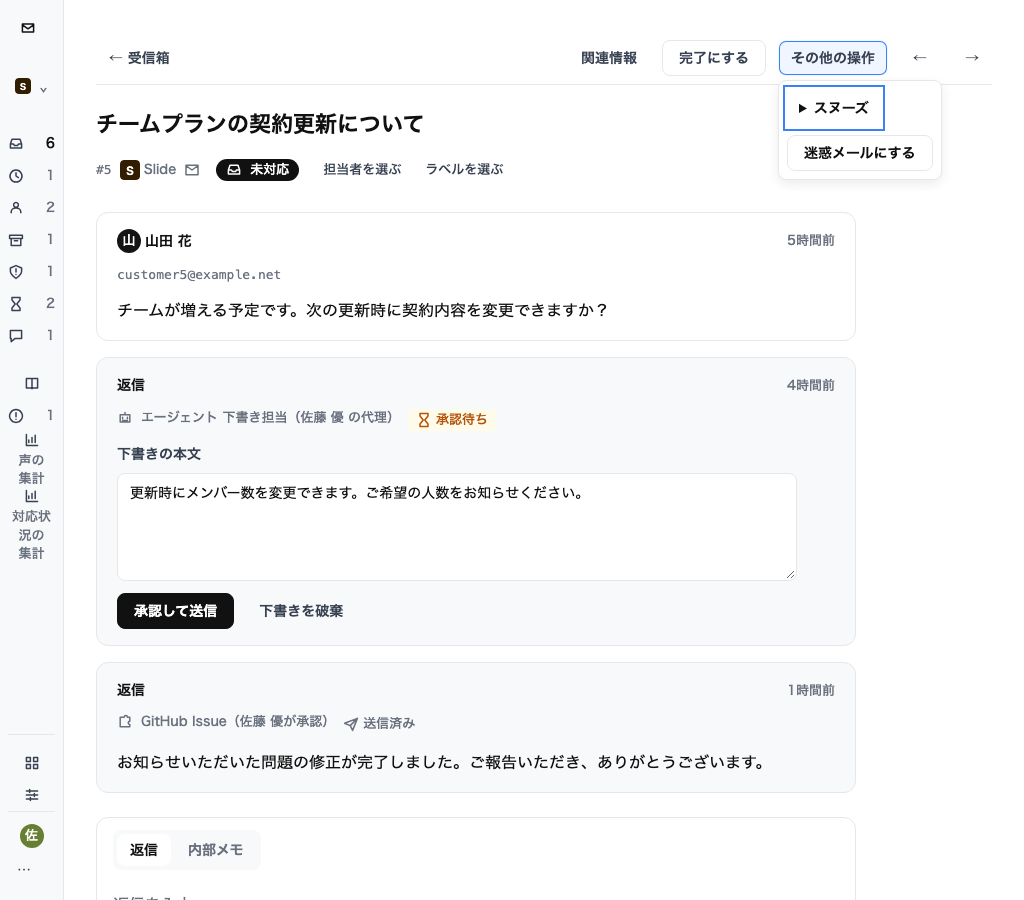 S
6
1
2
1
1
2
1
1
声の
集計
対応状
況の
集計
佐
…
← 受信箱
関連情報
完了にする
その他の操作
←
→
▶ スヌーズ
迷惑メールにする
チームプランの契約更新について
#5 S Slide 未対応 担当者を選ぶ ラベルを選ぶ
山 山田 花 5時間前
customer5@example.net
チームが増える予定です。次の更新時に契約内容を変更できますか？
返信 4時間前
エージェント 下書き担当（佐藤 優 の代理） 承認待ち
下書きの本文
更新時にメンバー数を変更できます。ご希望の人数をお知らせください。
承認して送信 下書きを破棄
返信 1時間前
GitHub Issue（佐藤 優が承認） 送信済み
お知らせいただいた問題の修正が完了しました。ご報告いただき、ありがとうございます。
返信 内部メモ